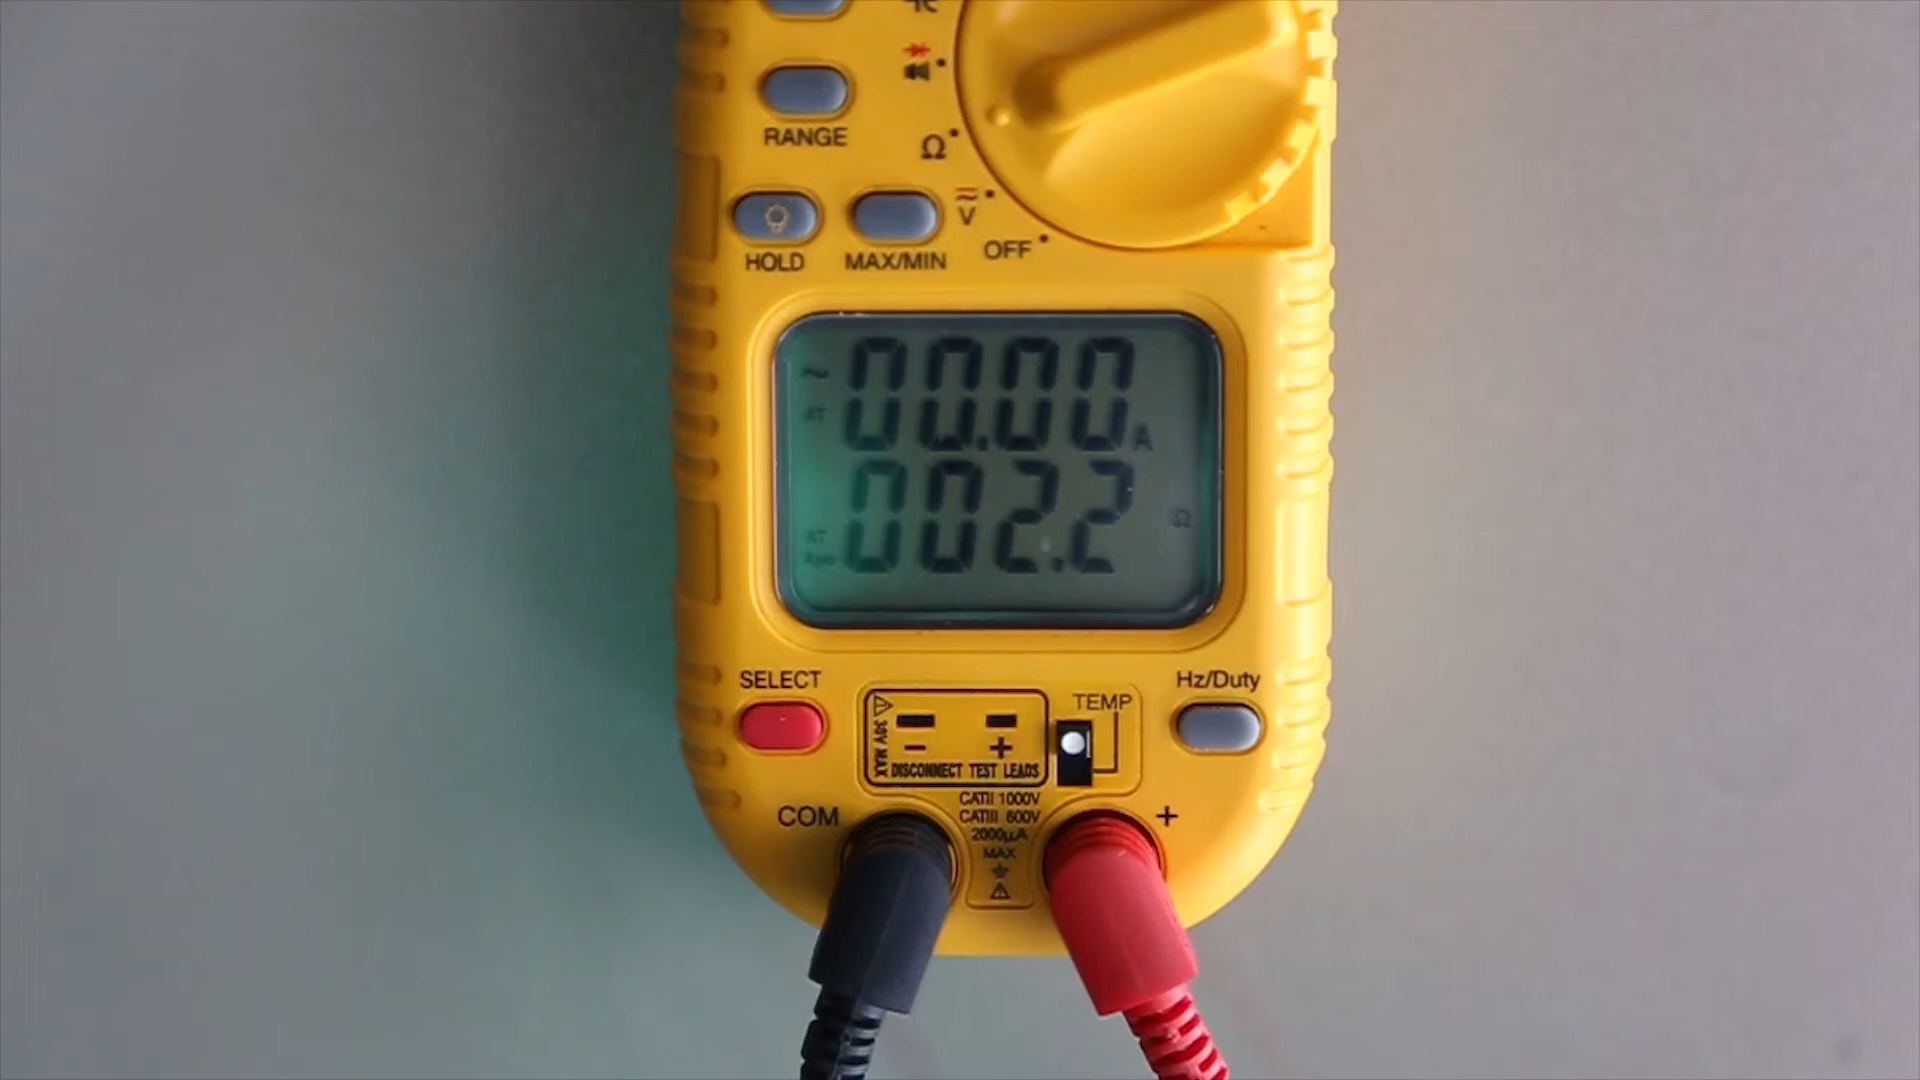 RANGE
Ω
V
HOLD
MAX/MIN
OFF
~ 00.00 A
002.2 Ω
SELECT
TEMP
Hz/Duty
30V MAX
- +
DISCONNECT TEST LEADS
COM
CATII 1000V
CATIII 600V
2000µA
MAX
+